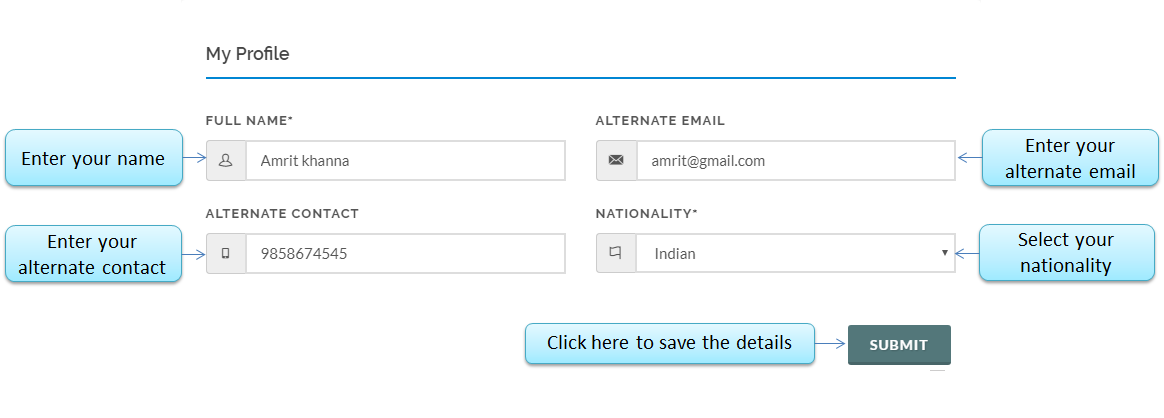 My Profile
FULL NAME*
ALTERNATE EMAIL
Enter your name
Amrit khanna
amrit@gmail.com
Enter your
alternate email
ALTERNATE CONTACT
NATIONALITY*
Enter your
alternate contact
9858674545
Indian
Select your
nationality
Click here to save the details
SUBMIT